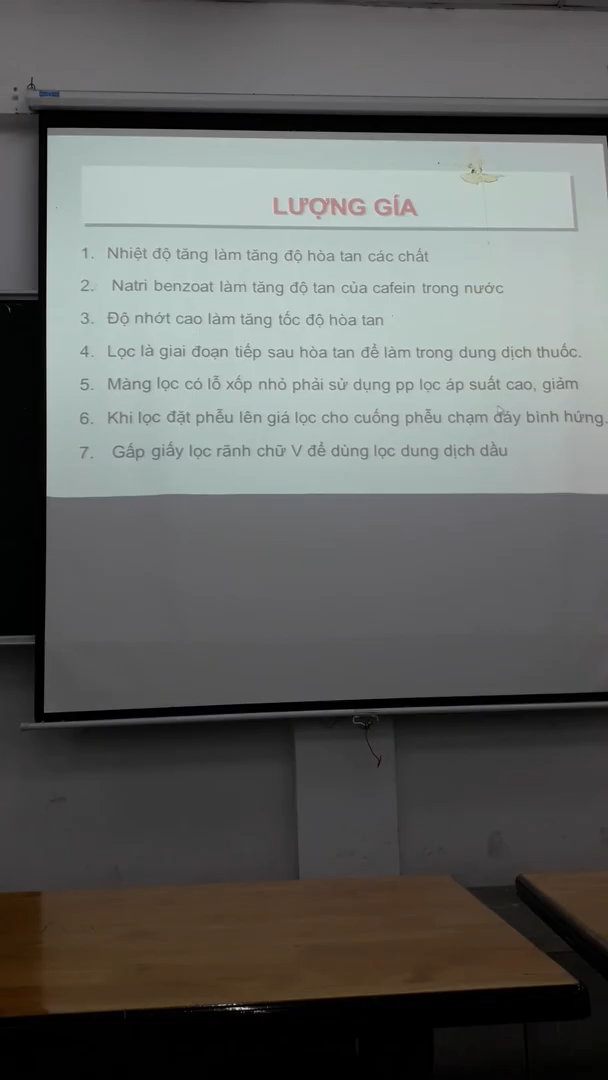 LƯỢNG GÍA
1. Nhiệt độ tăng làm tăng độ hòa tan các chất
2. Natri benzoat làm tăng độ tan của cafein trong nước
3. Độ nhớt cao làm tăng tốc độ hòa tan
4. Lọc là giai đoạn tiếp sau hòa tan để làm trong dung dịch thuốc.
5. Màng lọc có lỗ xốp nhỏ phải sử dụng pp lọc áp suất cao, giảm
6. Khi lọc đặt phễu lên giá lọc cho cuống phễu chạm đáy bình hứng.
7. Gấp giấy lọc rãnh chữ V để dùng lọc dung dịch dầu